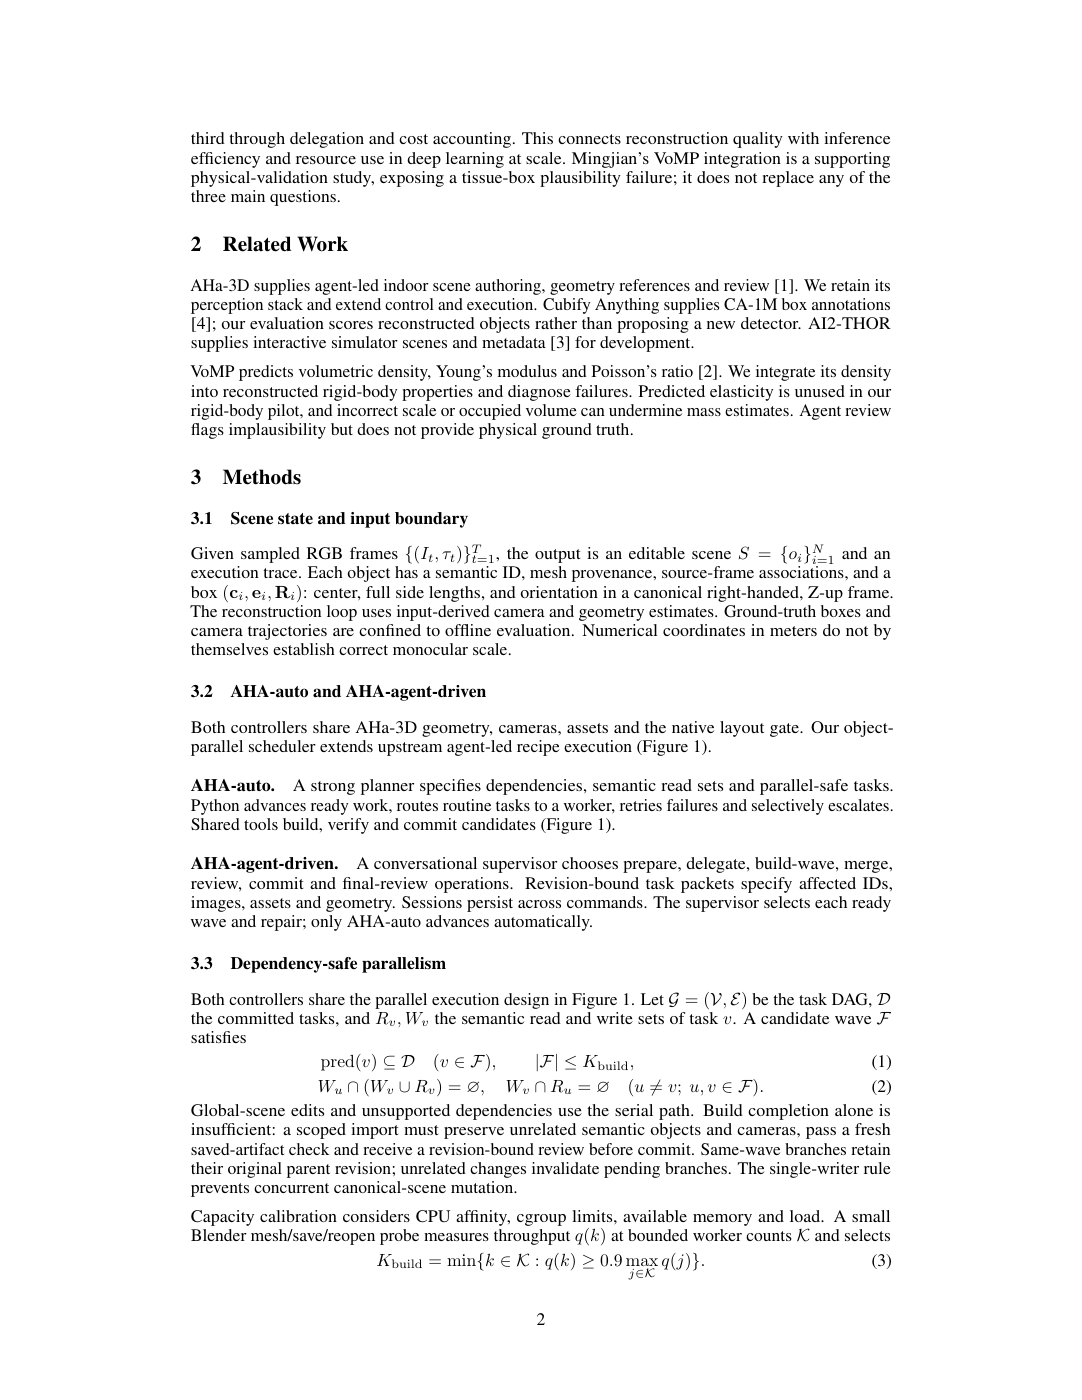 third through delegation and cost accounting. This connects reconstruction quality with inference
efficiency and resource use in deep learning at scale. Mingjian's VoMP integration is a supporting
physical-validation study, exposing a tissue-box plausibility failure; it does not replace any of the
three main questions.
2 Related Work
AHa-3D supplies agent-led indoor scene authoring, geometry references and review [1]. We retain its
perception stack and extend control and execution. Cubify Anything supplies CA-1M box annotations
[4]; our evaluation scores reconstructed objects rather than proposing a new detector. AI2-THOR
supplies interactive simulator scenes and metadata [3] for development.
VoMP predicts volumetric density, Young's modulus and Poisson's ratio [2]. We integrate its density
into reconstructed rigid-body properties and diagnose failures. Predicted elasticity is unused in our
rigid-body pilot, and incorrect scale or occupied volume can undermine mass estimates. Agent review
flags implausibility but does not provide physical ground truth.
3 Methods
3.1 Scene state and input boundary
Given sampled RGB frames {(I_t, τ_t)}_{t=1}^T, the output is an editable scene S = {o_i}_{i=1}^N and an
execution trace. Each object has a semantic ID, mesh provenance, source-frame associations, and a
box (c_i, e_i, R_i): center, full side lengths, and orientation in a canonical right-handed, Z-up frame.
The reconstruction loop uses input-derived camera and geometry estimates. Ground-truth boxes and
camera trajectories are confined to offline evaluation. Numerical coordinates in meters do not by
themselves establish correct monocular scale.
3.2 AHA-auto and AHA-agent-driven
Both controllers share AHa-3D geometry, cameras, assets and the native layout gate. Our object-
parallel scheduler extends upstream agent-led recipe execution (Figure 1).
AHA-auto. A strong planner specifies dependencies, semantic read sets and parallel-safe tasks.
Python advances ready work, routes routine tasks to a worker, retries failures and selectively escalates.
Shared tools build, verify and commit candidates (Figure 1).
AHA-agent-driven. A conversational supervisor chooses prepare, delegate, build-wave, merge,
review, commit and final-review operations. Revision-bound task packets specify affected IDs,
images, assets and geometry. Sessions persist across commands. The supervisor selects each ready
wave and repair; only AHA-auto advances automatically.
3.3 Dependency-safe parallelism
Both controllers share the parallel execution design in Figure 1. Let 𝒢 = (𝒱, ℰ) be the task DAG, 𝒟
the committed tasks, and R_v, W_v the semantic read and write sets of task v. A candidate wave ℱ
satisfies
pred(v) ⊆ 𝒟 (v ∈ ℱ), |ℱ| ≤ K_build, (1)
W_u ∩ (W_v ∪ R_v) = ∅, W_v ∩ R_u = ∅ (u ≠ v; u, v ∈ ℱ). (2)
Global-scene edits and unsupported dependencies use the serial path. Build completion alone is
insufficient: a scoped import must preserve unrelated semantic objects and cameras, pass a fresh
saved-artifact check and receive a revision-bound review before commit. Same-wave branches retain
their original parent revision; unrelated changes invalidate pending branches. The single-writer rule
prevents concurrent canonical-scene mutation.
Capacity calibration considers CPU affinity, cgroup limits, available memory and load. A small
Blender mesh/save/reopen probe measures throughput q(k) at bounded worker counts 𝒦 and selects
K_build = min{k ∈ 𝒦 : q(k) ≥ 0.9 max_{j∈𝒦} q(j)}. (3)
2